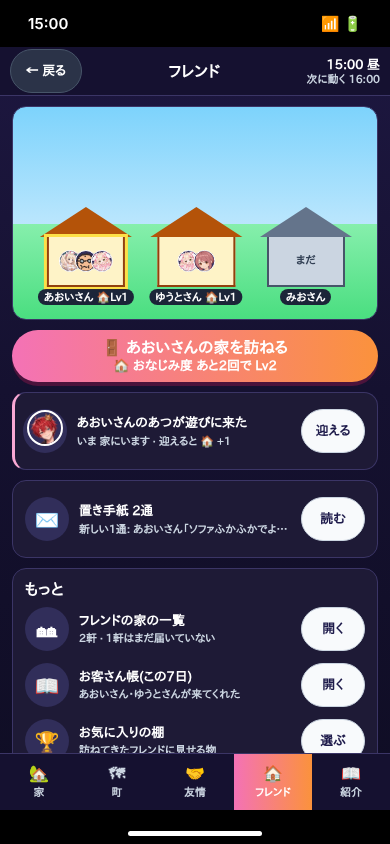 15:00
← 戻る
フレンド
15:00 昼
次に動く 16:00
まだ
あおいさん 🏠Lv1
ゆうとさん 🏠Lv1
みおさん
🚪 あおいさんの家を訪ねる
🏠 おなじみ度 あと2回で Lv2
あおいさんのあつが遊びに来た
いま 家にいます · 迎えると 🏠 +1
迎える
置き手紙 2通
新しい1通: あおいさん「ソファふかふかでよ…
読む
もっと
フレンドの家の一覧
2軒 · 1軒はまだ届いていない
開く
お客さん帳(この7日)
あおいさん・ゆうとさんが来てくれた
開く
お気に入りの棚
訪ねてきたフレンドに見せる物
選ぶ
家
町
友情
フレンド
紹介